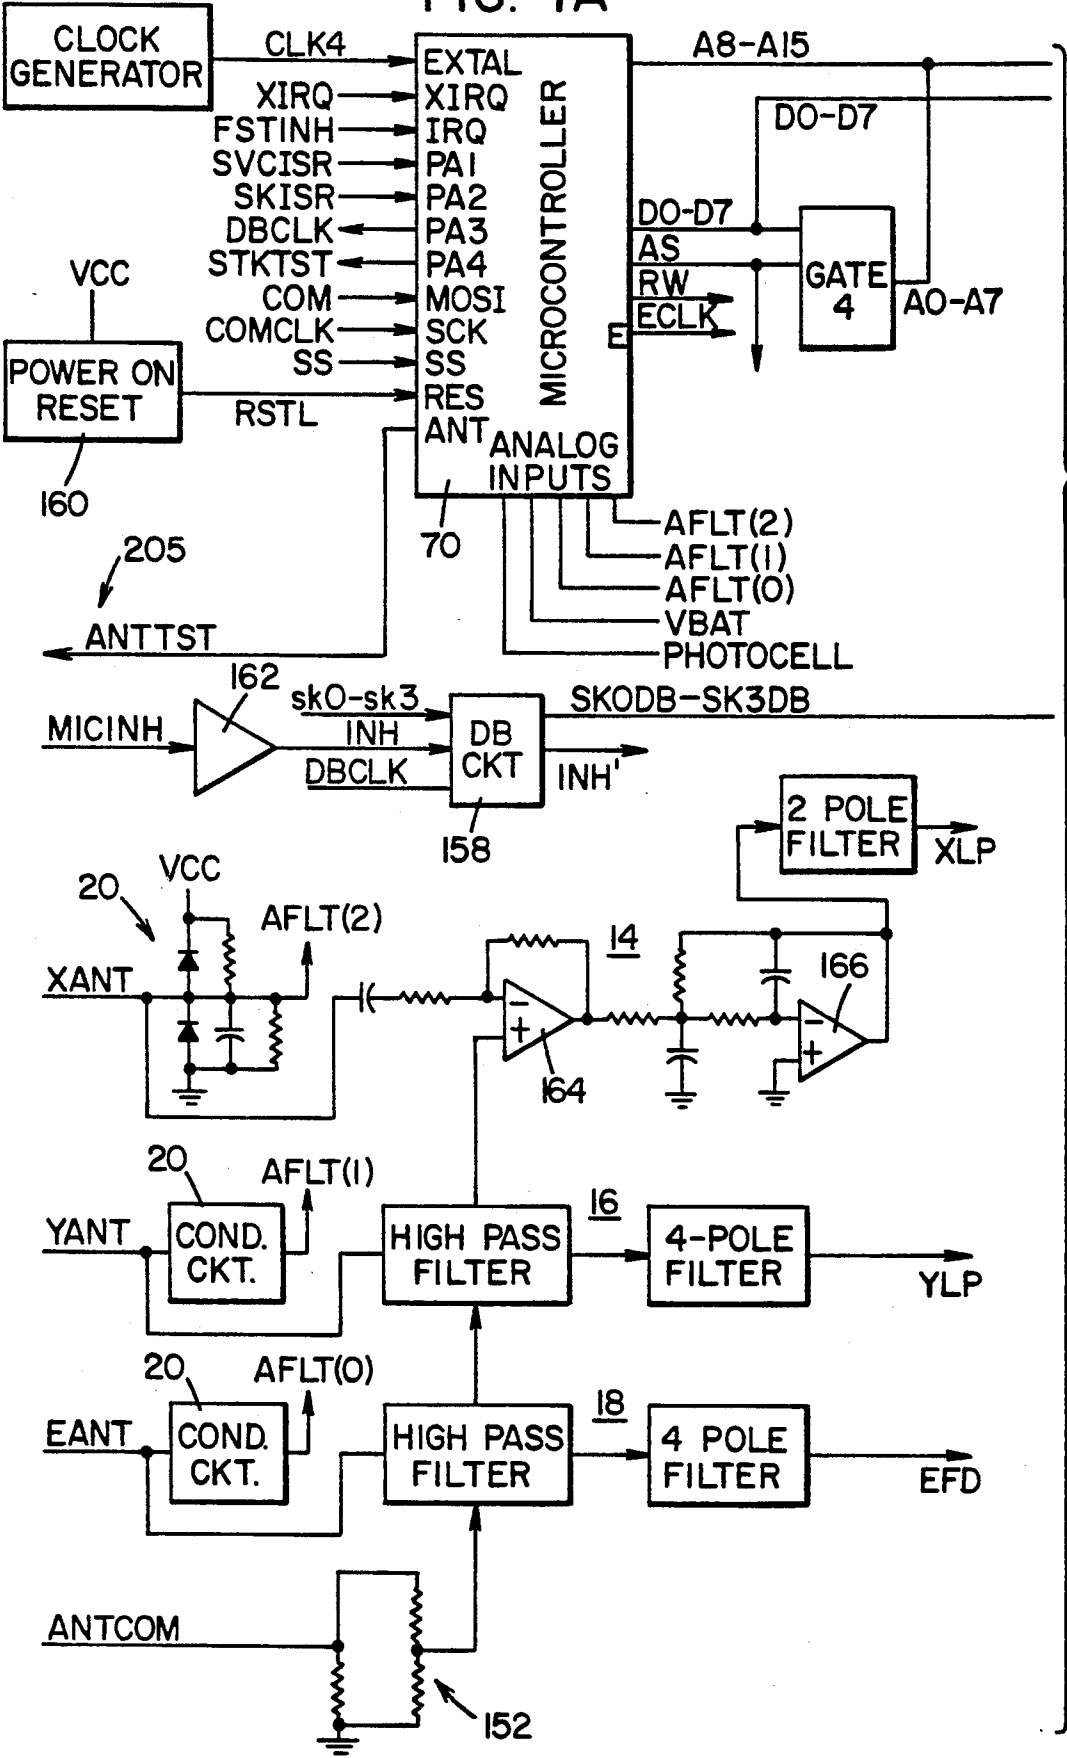 FIG. 4A
CLOCK
GENERATOR
CLK4
XIRQ
FSTINH
SVCISR
SKISR
DBCLK
STKTST
COM
COMCLK
SS
RSTL
VCC
POWER ON
RESET
160
EXTAL
XIRQ
IRQ
PA1
PA2
PA3
PA4
MOSI
SCK
SS
RES
ANT
MICROCONTROLLER
E
ANALOG
INPUTS
70
A8-A15
D0-D7
D0-D7
AS
RW
ECLK
GATE
4
A0-A7
AFLT(2)
AFLT(1)
AFLT(0)
VBAT
PHOTOCELL
205
ANTTST
162
MICINH
sk0-sk3
INH
DBCLK
DB
CKT
158
SK0DB-SK3DB
INH'
2 POLE
FILTER
XLP
20
VCC
AFLT(2)
XANT
14
-
+
164
166
-
+
20
AFLT(1)
YANT
COND.
CKT.
HIGH PASS
FILTER
16
4-POLE
FILTER
YLP
20
AFLT(0)
EANT
COND.
CKT.
HIGH PASS
FILTER
18
4 POLE
FILTER
EFD
ANTCOM
152